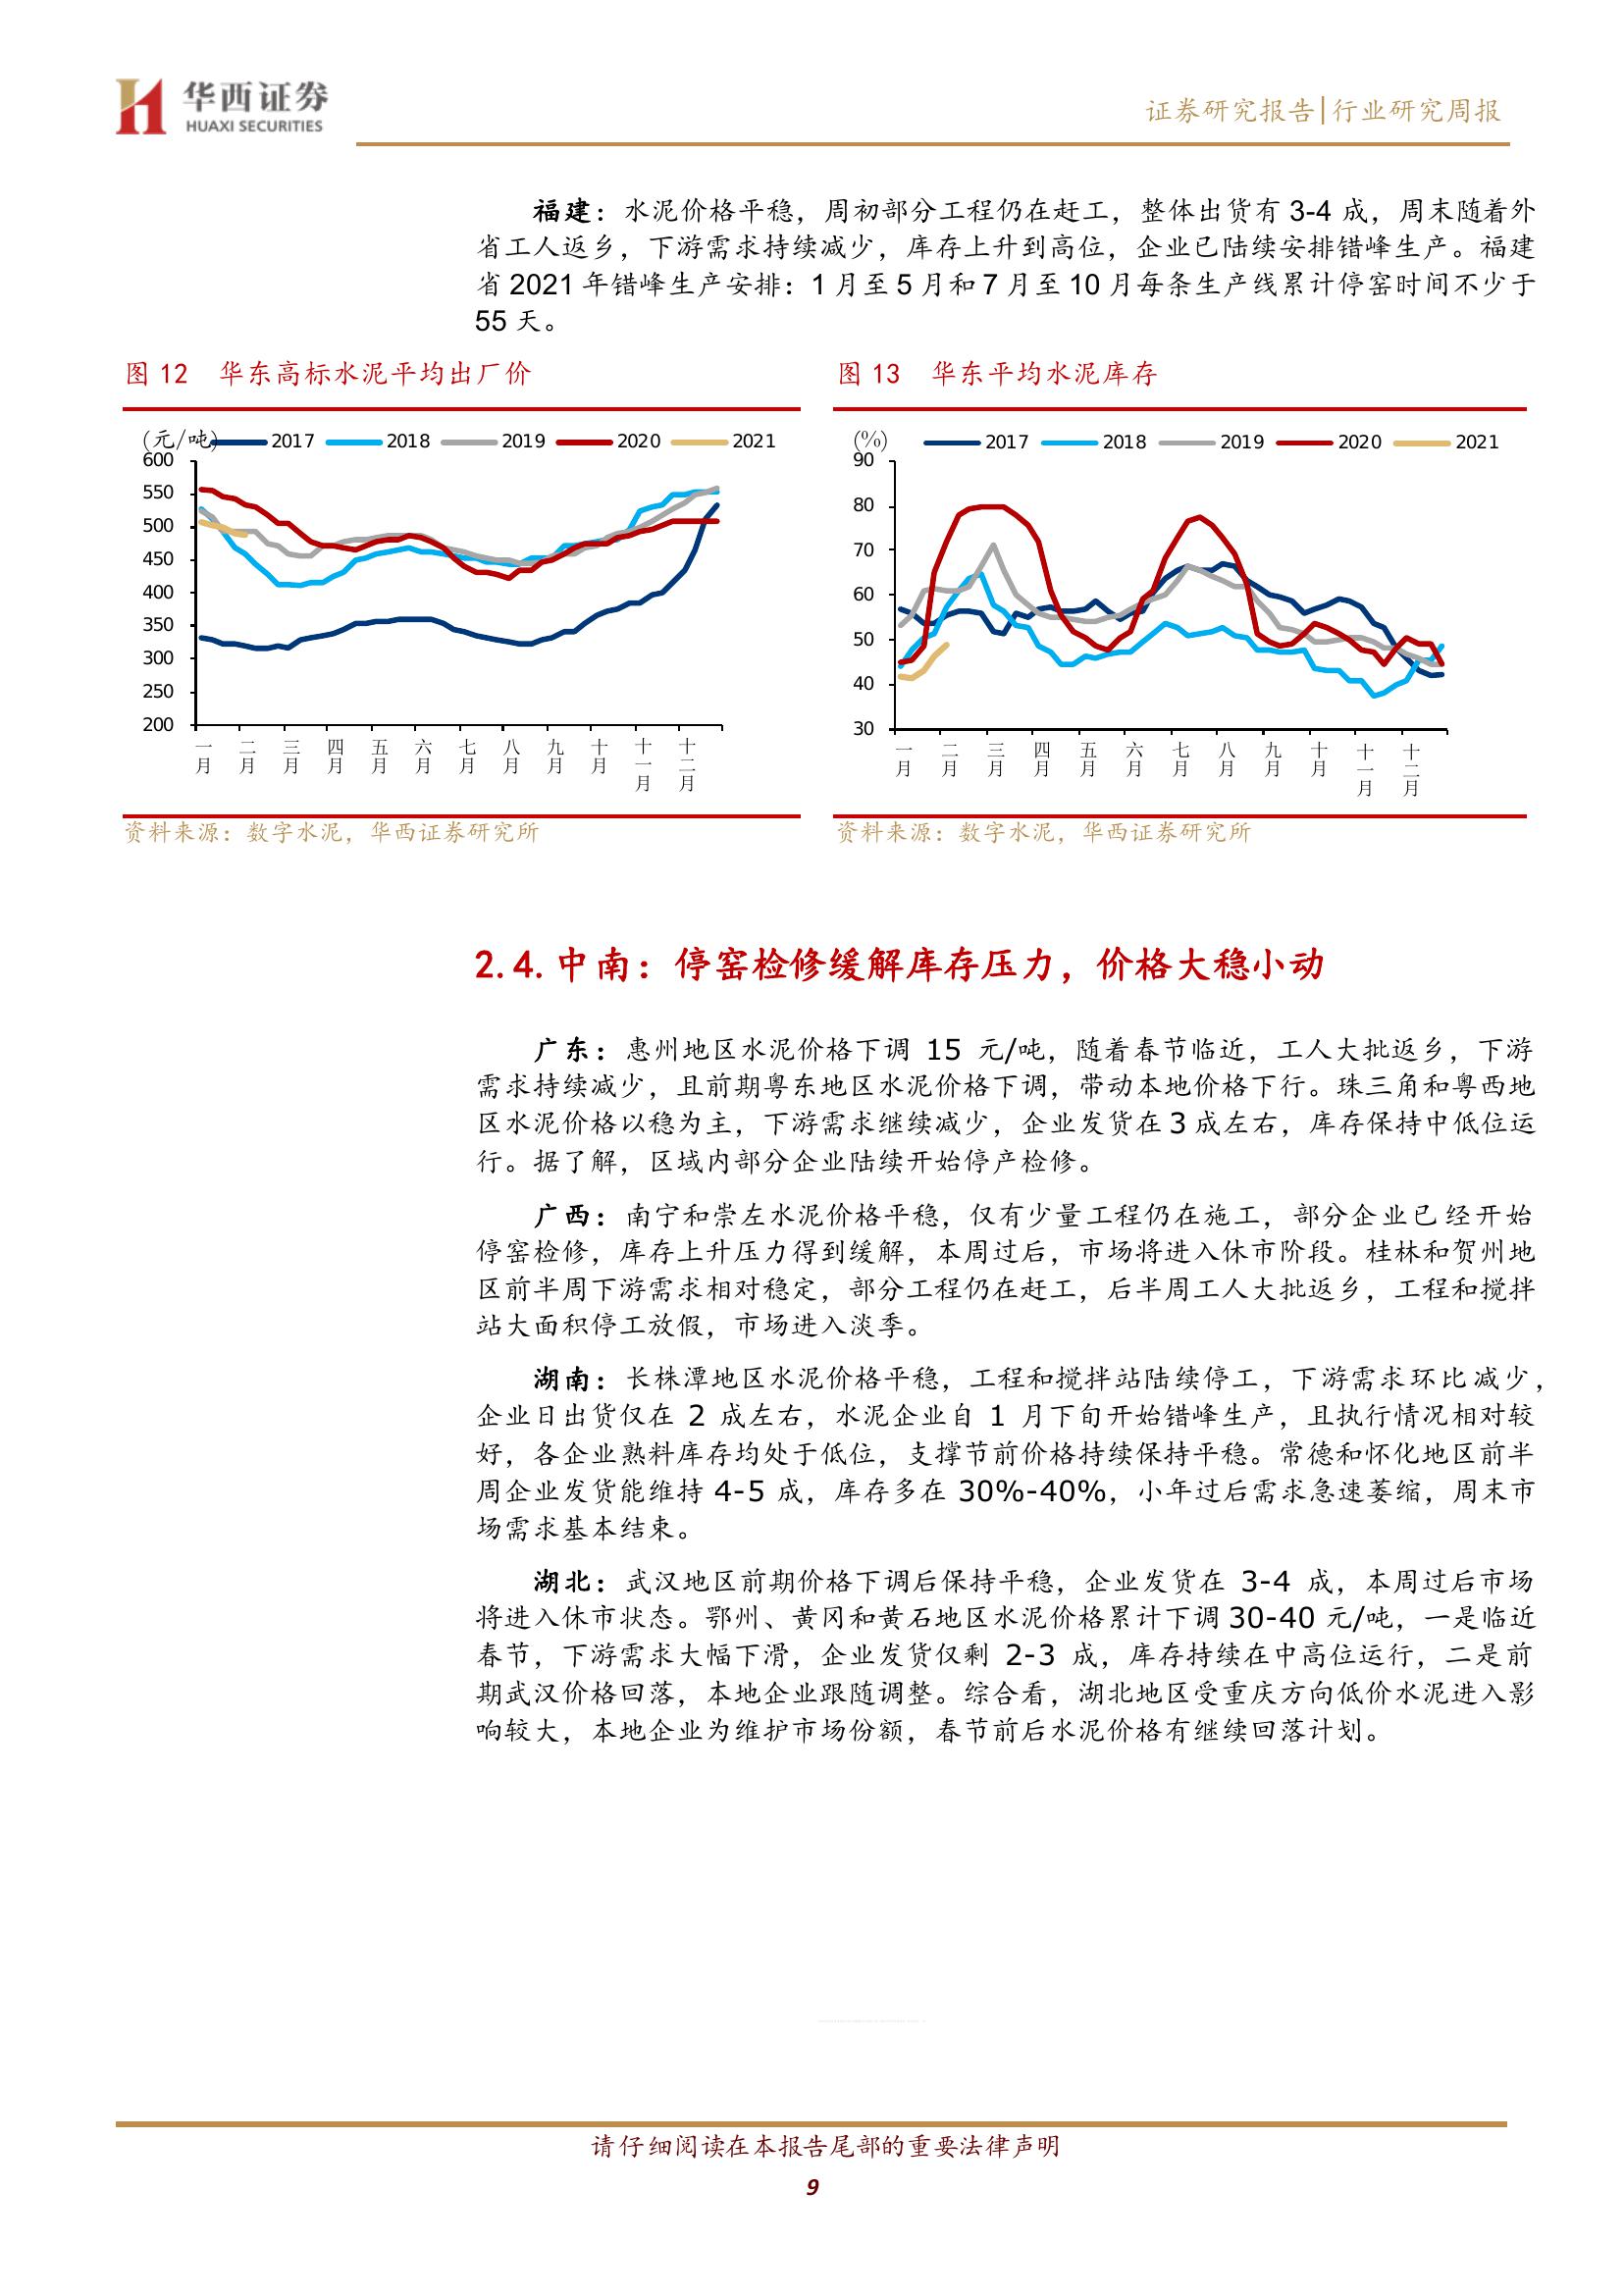 华西证券
HUAXI SECURITIES
证券研究报告|行业研究周报
福建：水泥价格平稳，周初部分工程仍在赶工，整体出货有 3-4 成，周末随着外
省工人返乡，下游需求持续减少，库存上升到高位，企业已陆续安排错峰生产。福建
省 2021 年错峰生产安排：1 月至 5 月和 7 月至 10 月每条生产线累计停窑时间不少于
55 天。
图 12 华东高标水泥平均出厂价
(元/吨) 2017 2018 2019 2020 2021
600
550
500
450
400
350
300
250
200
一月 二月 三月 四月 五月 六月 七月 八月 九月 十月 十一月 十二月
资料来源：数字水泥，华西证券研究所
图 13 华东平均水泥库存
(%) 2017 2018 2019 2020 2021
90
80
70
60
50
40
30
一月 二月 三月 四月 五月 六月 七月 八月 九月 十月 十一月 十二月
资料来源：数字水泥，华西证券研究所
2.4. 中南：停窑检修缓解库存压力，价格大稳小动
广东：惠州地区水泥价格下调 15 元/吨，随着春节临近，工人大批返乡，下游
需求持续减少，且前期粤东地区水泥价格下调，带动本地价格下行。珠三角和粤西地
区水泥价格以稳为主，下游需求继续减少，企业发货在 3 成左右，库存保持中低位运
行。据了解，区域内部分企业陆续开始停产检修。
广西：南宁和崇左水泥价格平稳，仅有少量工程仍在施工，部分企业已经开始
停窑检修，库存上升压力得到缓解，本周过后，市场将进入休市阶段。桂林和贺州地
区前半周下游需求相对稳定，部分工程仍在赶工，后半周工人大批返乡，工程和搅拌
站大面积停工放假，市场进入淡季。
湖南：长株潭地区水泥价格平稳，工程和搅拌站陆续停工，下游需求环比减少，
企业日出货仅在 2 成左右，水泥企业自 1 月下旬开始错峰生产，且执行情况相对较
好，各企业熟料库存均处于低位，支撑节前价格持续保持平稳。常德和怀化地区前半
周企业发货能维持 4-5 成，库存多在 30%-40%，小年过后需求急速萎缩，周末市
场需求基本结束。
湖北：武汉地区前期价格下调后保持平稳，企业发货在 3-4 成，本周过后市场
将进入休市状态。鄂州、黄冈和黄石地区水泥价格累计下调 30-40 元/吨，一是临近
春节，下游需求大幅下滑，企业发货仅剩 2-3 成，库存持续在中高位运行，二是前
期武汉价格回落，本地企业跟随调整。综合看，湖北地区受重庆方向低价水泥进入影
响较大，本地企业为维护市场份额，春节前后水泥价格有继续回落计划。
请仔细阅读在本报告尾部的重要法律声明
9